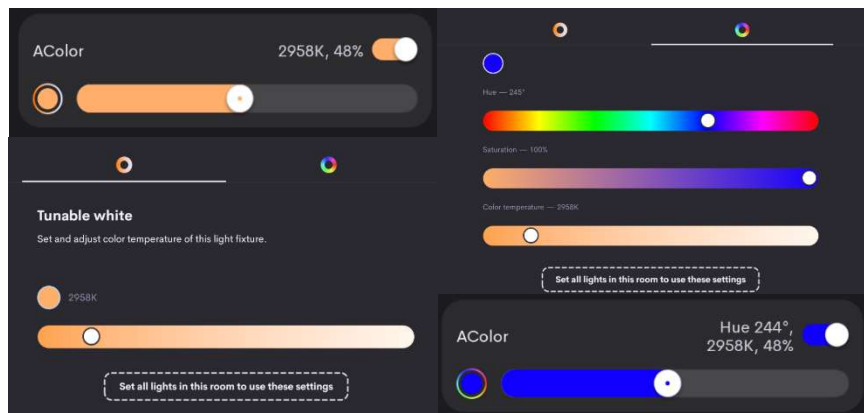 AColor
2958K, 48%
Tunable white
Set and adjust color temperature of this light fixture.
2958K
Set all lights in this room to use these settings
Hue — 245°
Saturation — 100%
Color temperature — 2958K
Set all lights in this room to use these settings
AColor
Hue 244°,
2958K, 48%